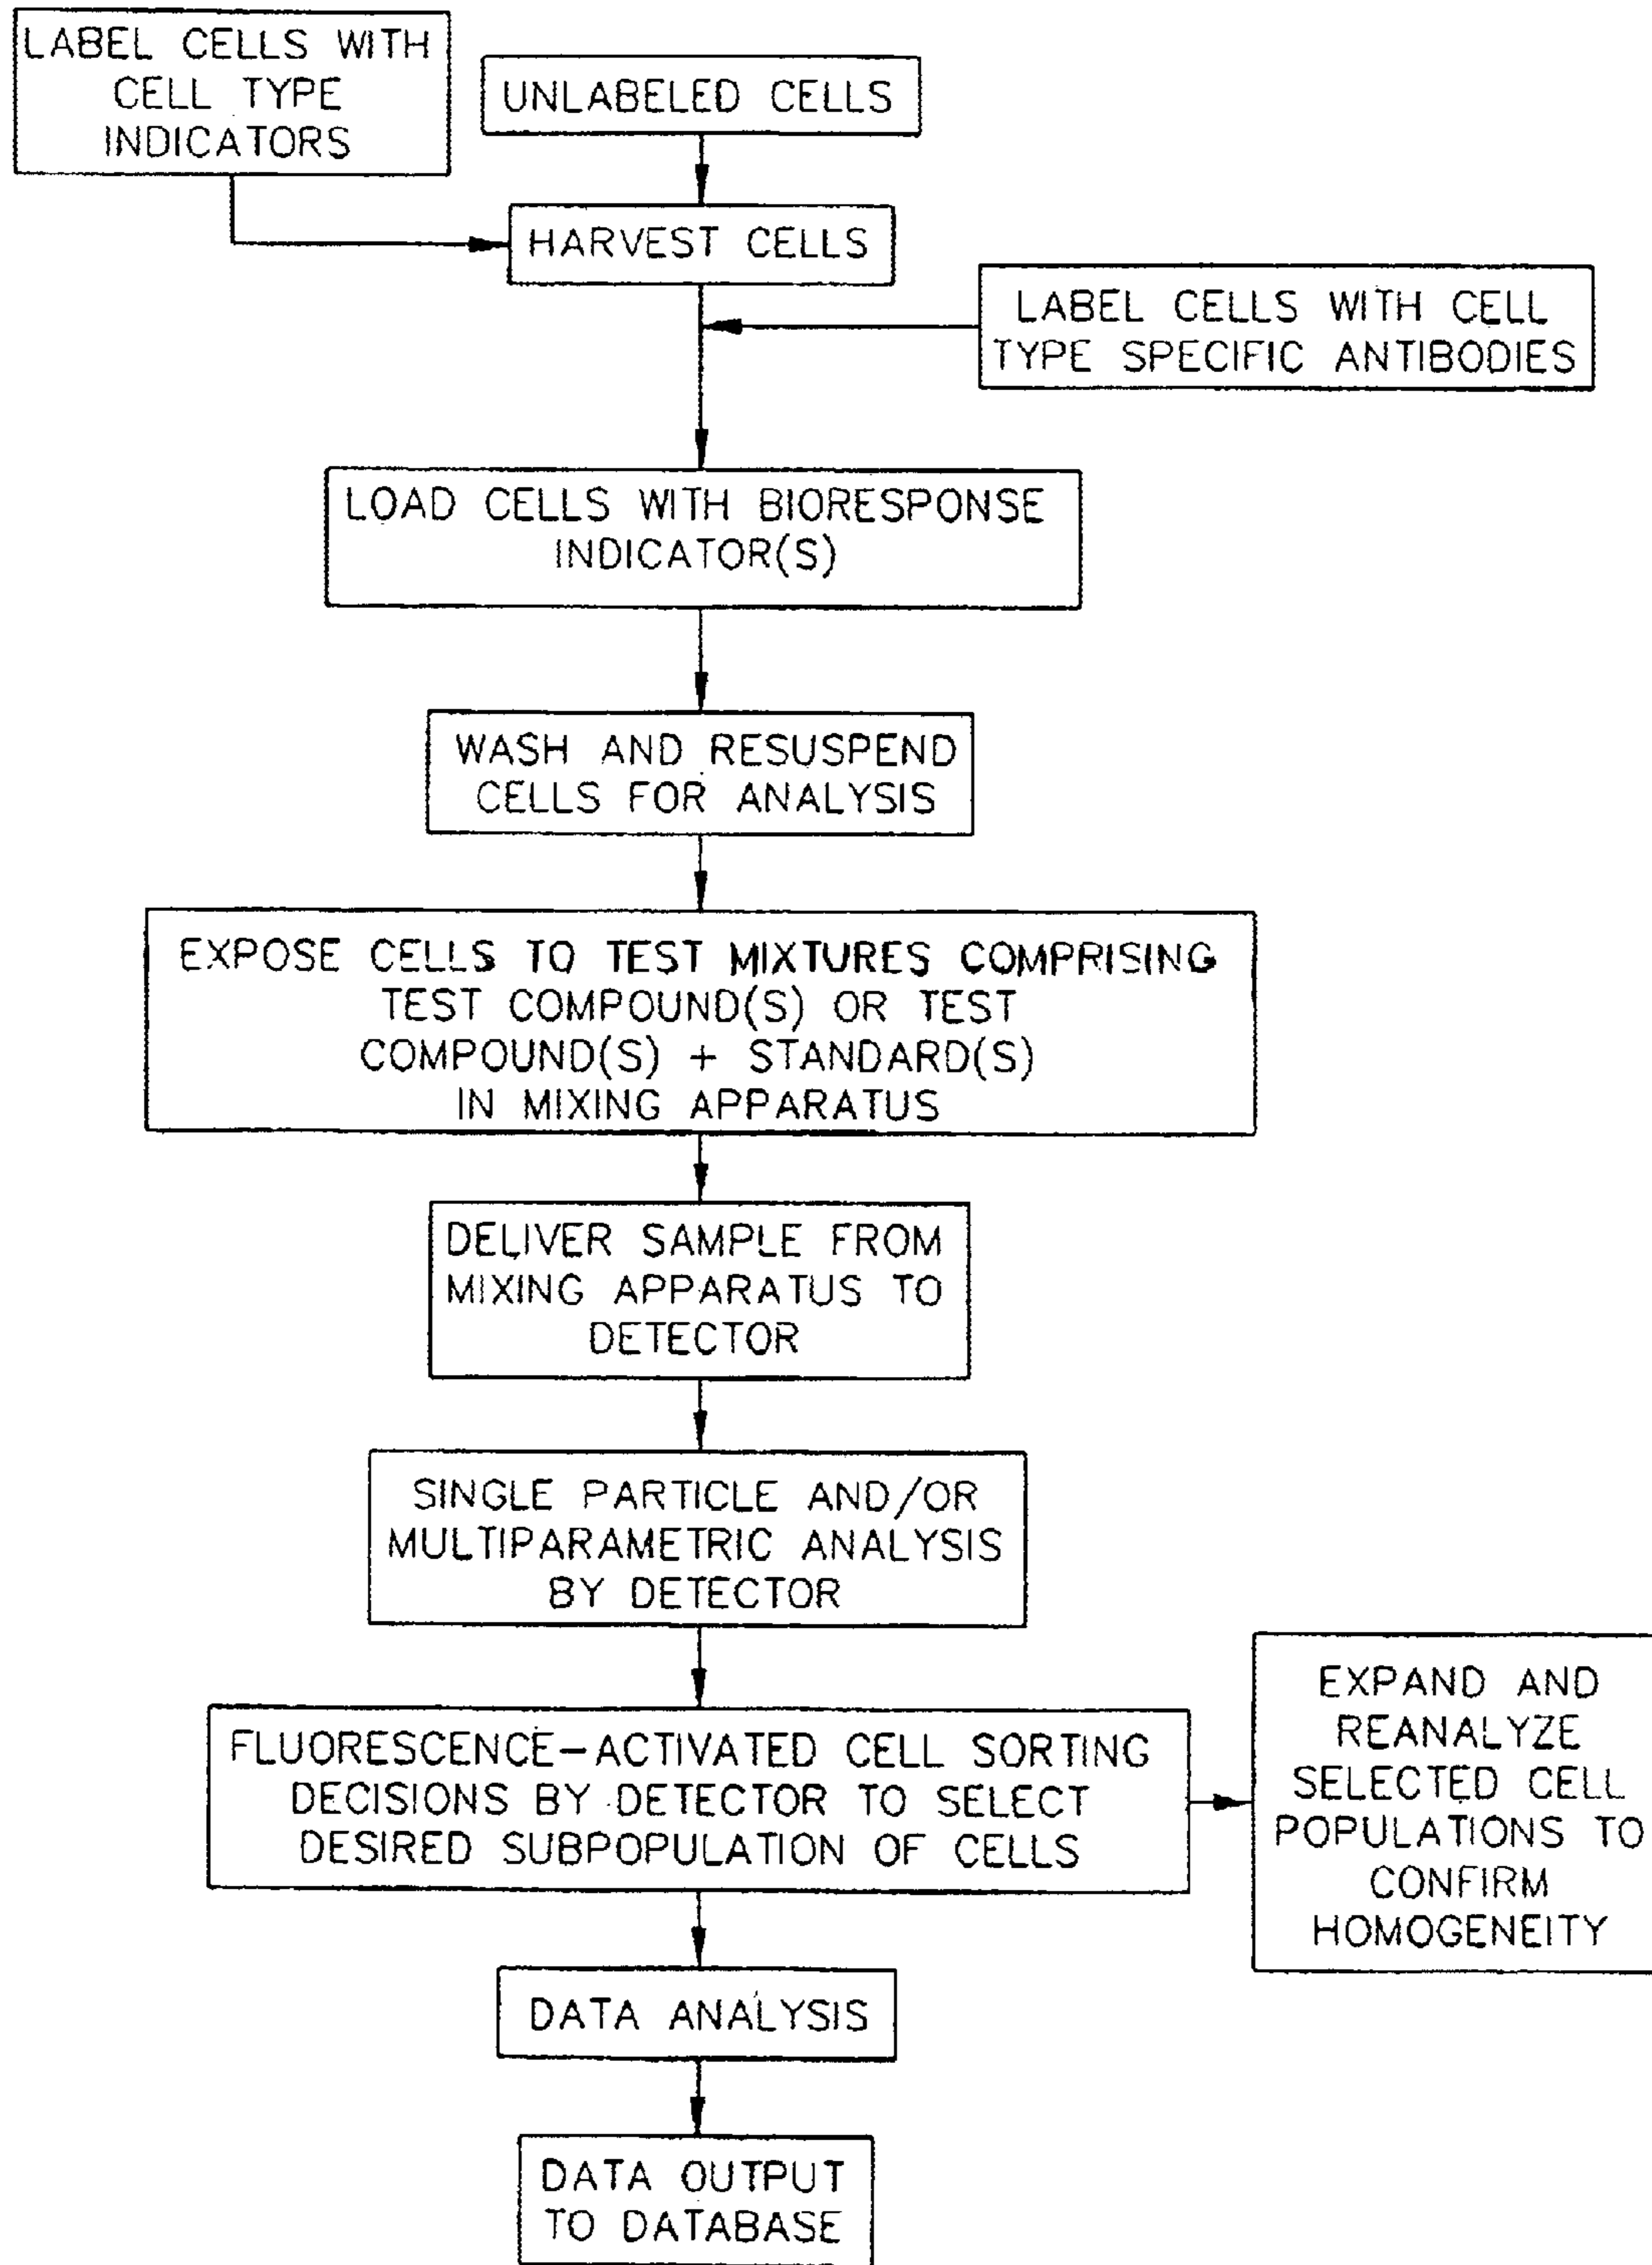 LABEL CELLS WITH
CELL TYPE
INDICATORS
UNLABELED CELLS
HARVEST CELLS
LABEL CELLS WITH CELL
TYPE SPECIFIC ANTIBODIES
LOAD CELLS WITH BIORESPONSE
INDICATOR(S)
WASH AND RESUSPEND
CELLS FOR ANALYSIS
EXPOSE CELLS TO TEST MIXTURES COMPRISING
TEST COMPOUND(S) OR TEST
COMPOUND(S) + STANDARD(S)
IN MIXING APPARATUS
DELIVER SAMPLE FROM
MIXING APPARATUS TO
DETECTOR
SINGLE PARTICLE AND/OR
MULTIPARAMETRIC ANALYSIS
BY DETECTOR
FLUORESCENCE-ACTIVATED CELL SORTING
DECISIONS BY DETECTOR TO SELECT
DESIRED SUBPOPULATION OF CELLS
EXPAND AND
REANALYZE
SELECTED CELL
POPULATIONS TO
CONFIRM
HOMOGENEITY
DATA ANALYSIS
DATA OUTPUT
TO DATABASE